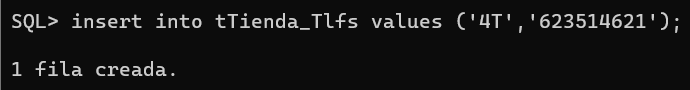 SQL> insert into tTienda_Tlfs values ('4T','623514621');
1 fila creada.